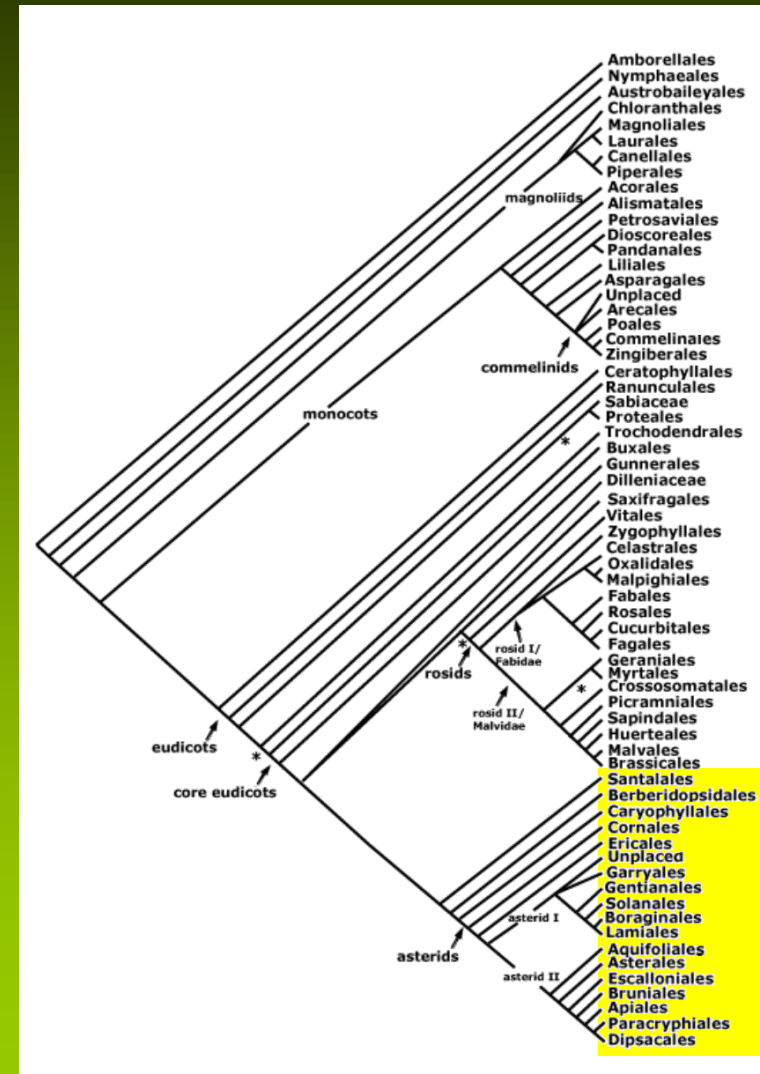 Amborellales
Nymphaeales
Austrobaileyales
Chloranthales
Magnoliales
Laurales
Canellales
Piperales
magnoliids
Acorales
Alismatales
Petrosaviales
Dioscoreales
Pandanales
Liliales
Asparagales
Unplaced
Arecales
Poales
Commelinales
Zingiberales
commelinids
Ceratophyllales
Ranunculales
Sabiaceae
Proteales
monocots
Trochodendrales
*
Buxales
Gunnerales
Dilleniaceae
Saxifragales
Vitales
Zygophyllales
Celastrales
Oxalidales
Malpighiales
Fabales
Rosales
Cucurbitales
Fagales
*
rosid I/
Fabidae
rosids
Geraniales
Myrtales
* Crossosomatales
Picramniales
Sapindales
Huerteales
Malvales
Brassicales
rosid II/
Malvidae
eudicots
*
core eudicots
Santalales
Berberidopsidales
Caryophyllales
Cornales
Ericales
Unplaced
Garryales
Gentianales
Solanales
Boraginales
Lamiales
asterid I
asterids
Aquifoliales
Asterales
Escalloniales
Bruniales
Apiales
Paracryphiales
Dipsacales
asterid II